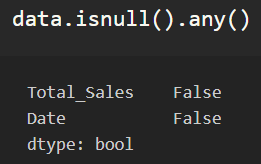 data.isnull().any()
Total_Sales    False
Date           False
dtype: bool